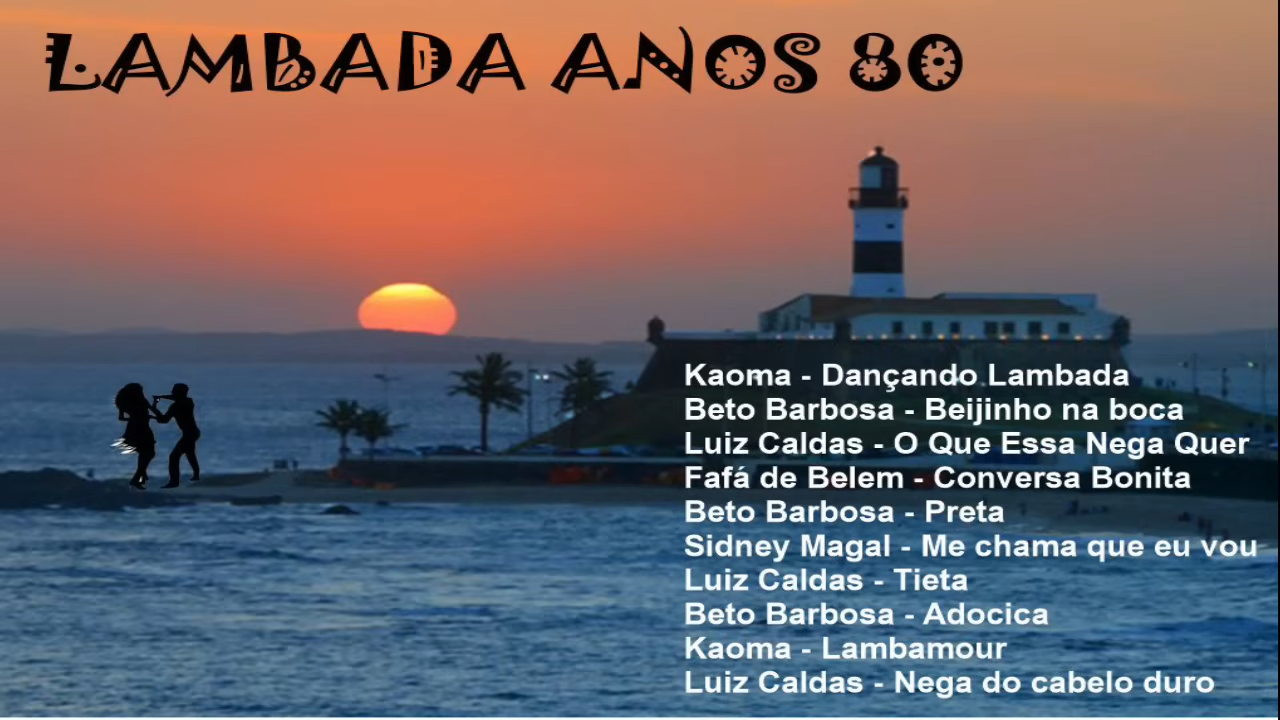 LAMBADA ANOS 80
Kaoma - Dançando Lambada
Beto Barbosa - Beijinho na boca
Luiz Caldas - O Que Essa Nega Quer
Fafá de Belem - Conversa Bonita
Beto Barbosa - Preta
Sidney Magal - Me chama que eu vou
Luiz Caldas - Tieta
Beto Barbosa - Adocica
Kaoma - Lambamour
Luiz Caldas - Nega do cabelo duro